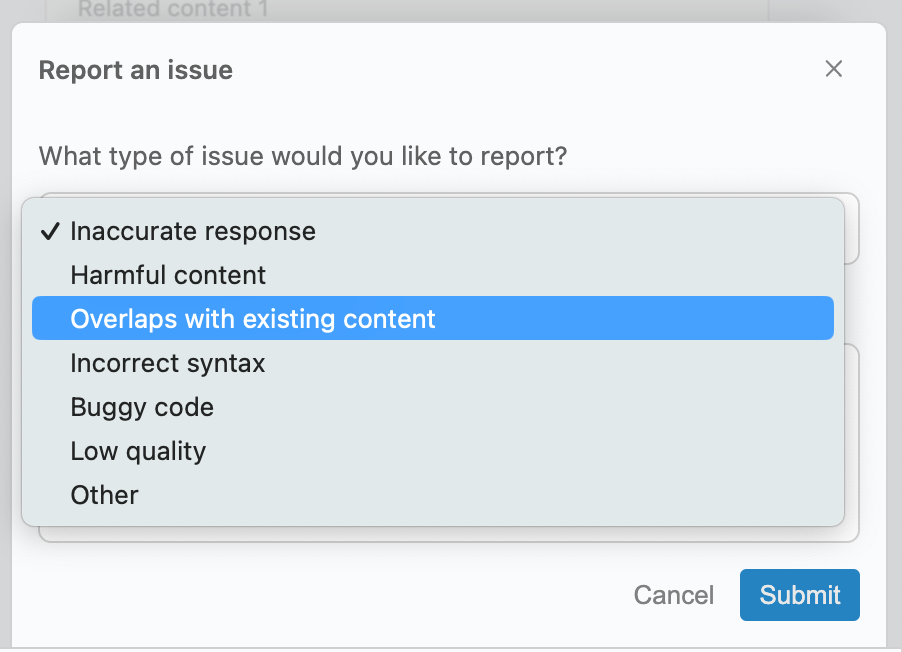 Related content 1
Report an issue
What type of issue would you like to report?
✓ Inaccurate response
Harmful content
Overlaps with existing content
Incorrect syntax
Buggy code
Low quality
Other
Cancel
Submit